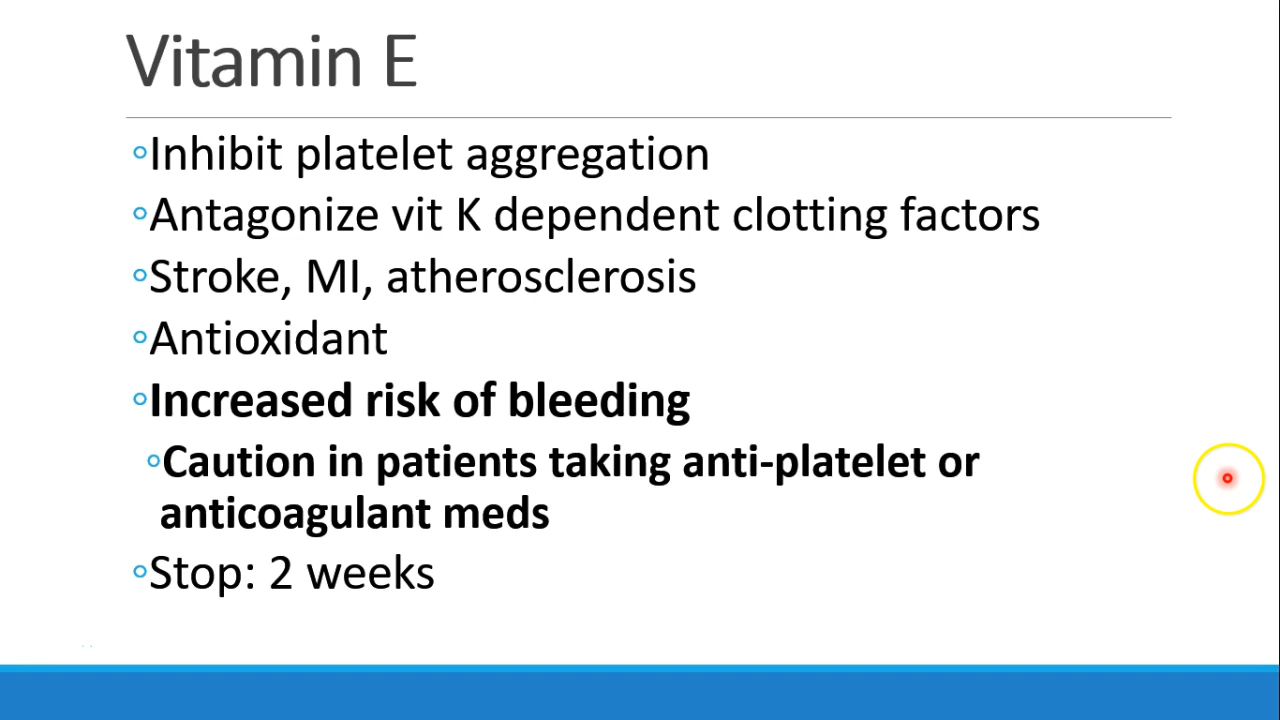 Vitamin E
◦Inhibit platelet aggregation
◦Antagonize vit K dependent clotting factors
◦Stroke, MI, atherosclerosis
◦Antioxidant
◦Increased risk of bleeding
◦Caution in patients taking anti-platelet or
anticoagulant meds
◦Stop: 2 weeks